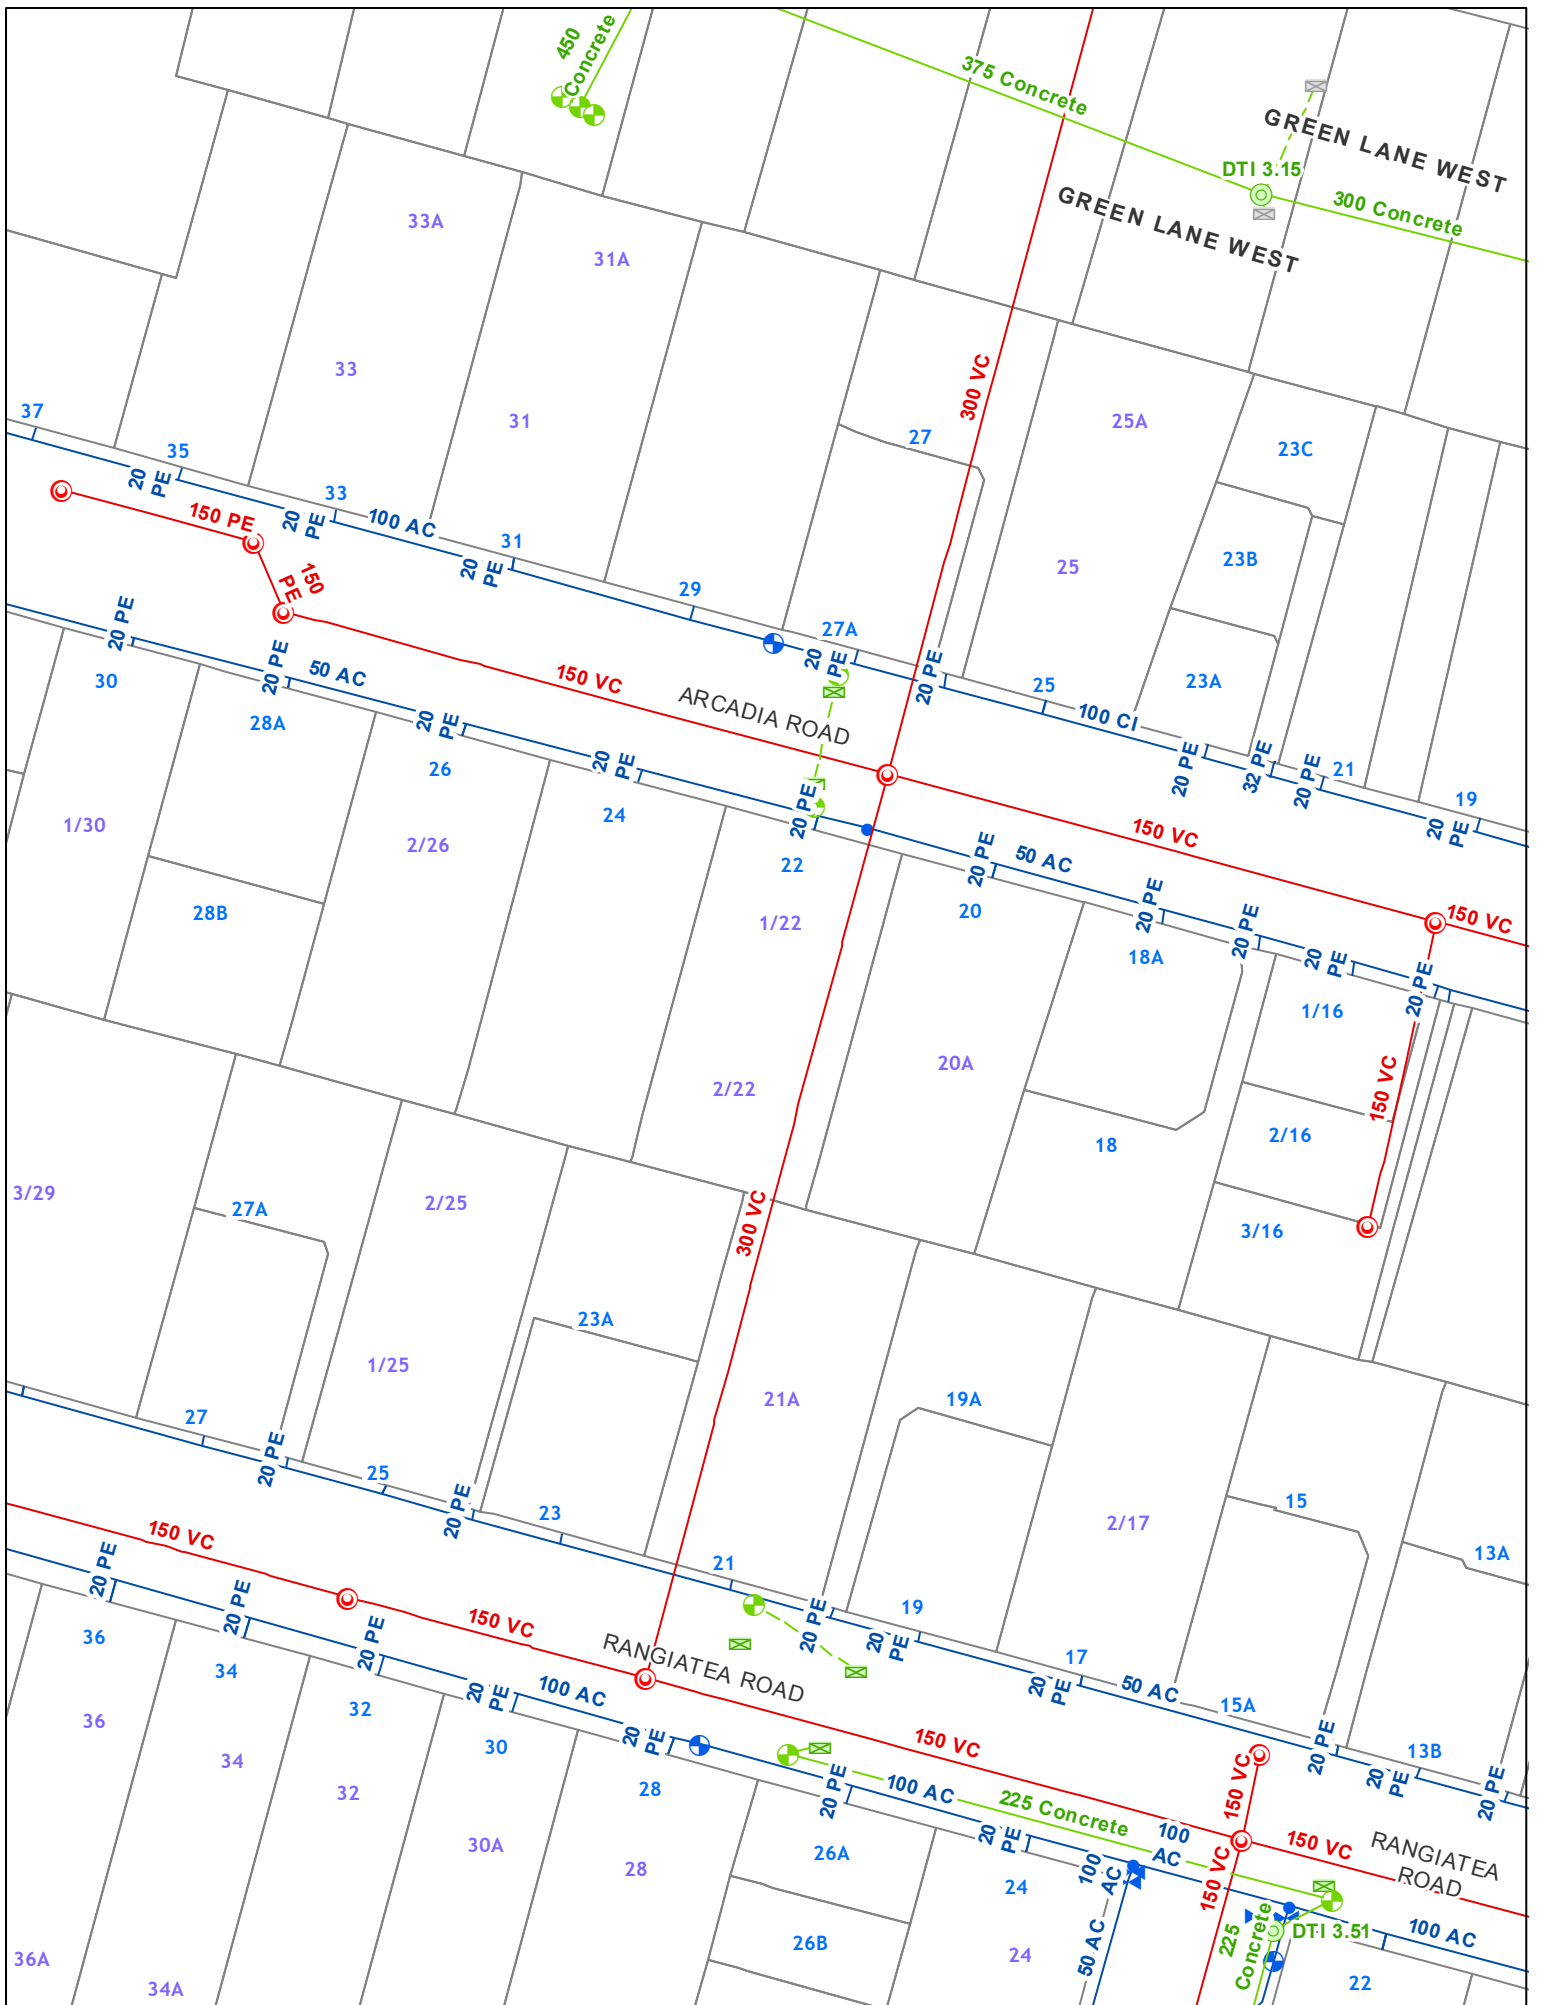 450
Concrete
375 Concrete
GREEN LANE WEST
DTI 3.15
GREEN LANE WEST
300 Concrete
33A
31A
33
300 VC
37
31
25A
27
23C
35
20
PE
33
150 PE
20
PE
100 AC
31
20
PE
23B
25
150
PE
29
20 PE
27A
20
PE
20 PE
30
50 AC
20 PE
150 VC
ARCADIA ROAD
25
23A
100 CI
28A
20
PE
26
20
PE
20 PE
32 PE
20 PE
21
19
20
PE
1/30
2/26
24
20 PE
22
150 VC
20 PE
50 AC
28B
1/22
20
20 PE
20 PE
150 VC
18A
20
PE
20 PE
1/16
20A
2/22
150 VC
18
2/16
3/29
27A
2/25
300 VC
3/16
23A
1/25
21A
19A
27
20 PE
25
20 PE
23
15
2/17
150 VC
20 PE
21
13A
20 PE
150 VC
20 PE
20 PE
19
20
PE
36
34
RANGIATEA ROAD
17
20
PE
50 AC
15A
36
32
20
PE
100 AC
20
PE
150 VC
20 PE
13B
20
PE
20 PE
34
30
28
20 PE
100 AC
225 Concrete
150 VC
32
30A
28
26A
20
PE
100
AC
150 VC
RANGIATEA
ROAD
100
AC
150 VC
24
36A
34A
26B
24
50 AC
225
Concrete
DTI 3.51
100 AC
22